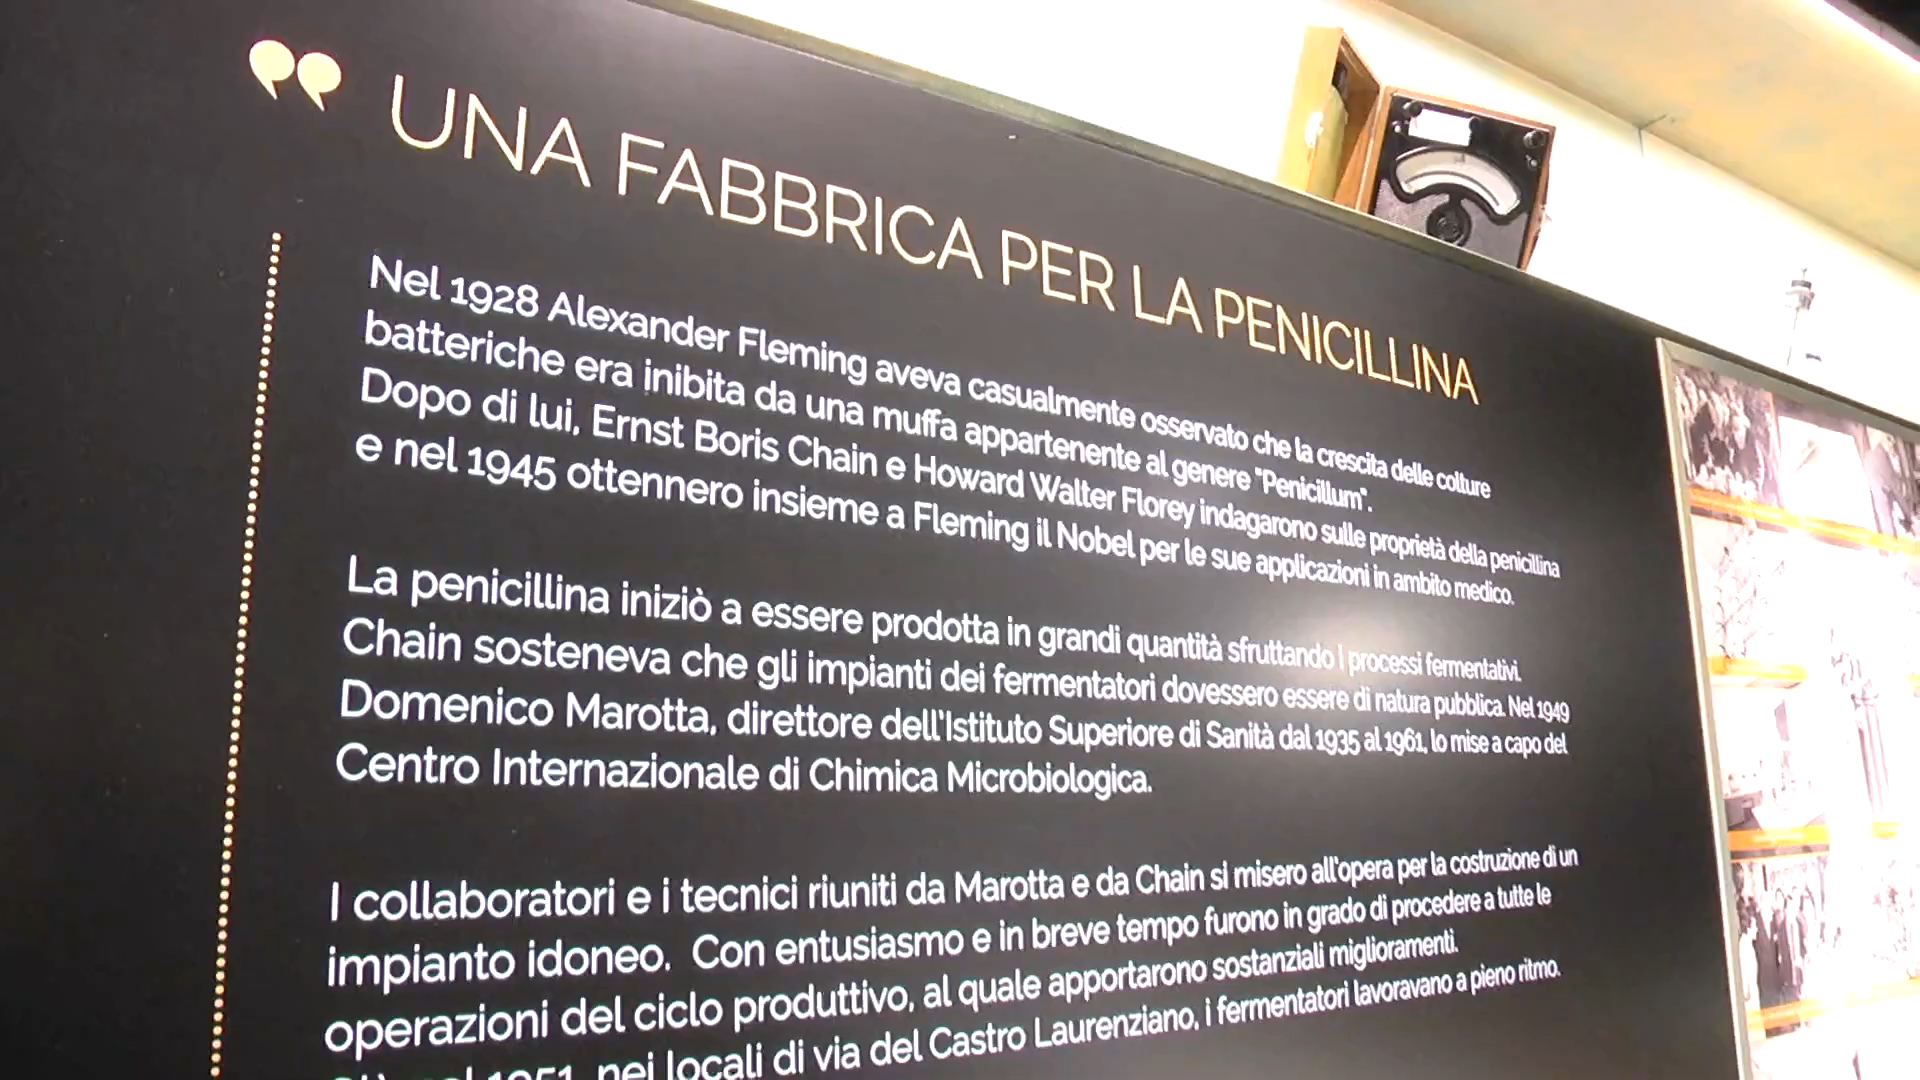 UNA FABBRICA PER LA PENICILLINA
Nel 1928 Alexander Fleming aveva casualmente osservato che la crescita delle colture
batteriche era inibita da una muffa appartenente al genere "Penicillum".
Dopo di lui, Ernst Boris Chain e Howard Walter Florey indagarono sulle proprietà della penicillina
e nel 1945 ottennero insieme a Fleming il Nobel per le sue applicazioni in ambito medico.
La penicillina iniziò a essere prodotta in grandi quantità sfruttando i processi fermentativi.
Chain sosteneva che gli impianti dei fermentatori dovessero essere di natura pubblica. Nel 1949
Domenico Marotta, direttore dell'Istituto Superiore di Sanità dal 1935 al 1961, lo mise a capo del
Centro Internazionale di Chimica Microbiologica.
I collaboratori e i tecnici riuniti da Marotta e da Chain si misero all'opera per la costruzione di un
impianto idoneo. Con entusiasmo e in breve tempo furono in grado di procedere a tutte le
operazioni del ciclo produttivo, al quale apportarono sostanziali miglioramenti.
1951, nei locali di via del Castro Laurenziano, i fermentatori lavoravano a pieno ritmo.